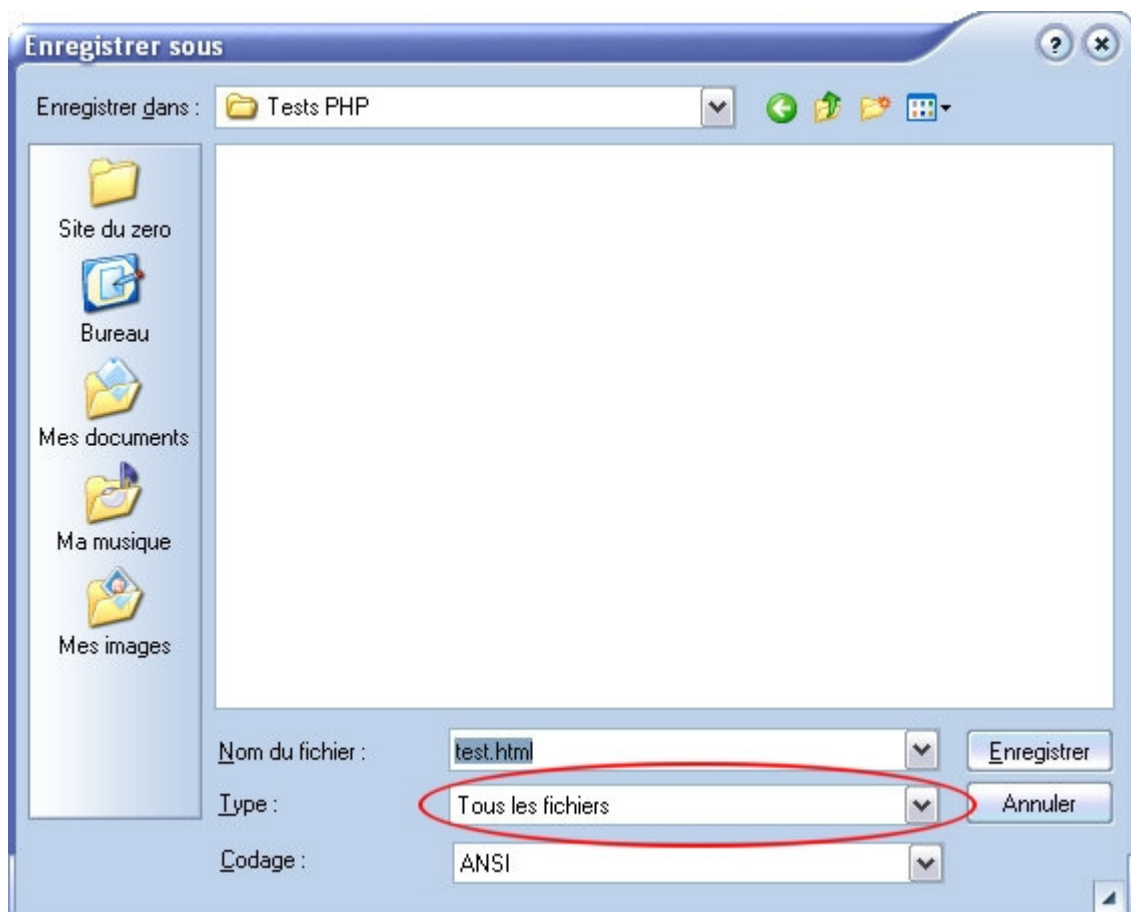 Enregistrer sous
Enregistrer dans : Tests PHP
Site du zero
Bureau
Mes documents
Ma musique
Mes images
Nom du fichier : test.html Enregistrer
Type : Tous les fichiers Annuler
Codage : ANSI